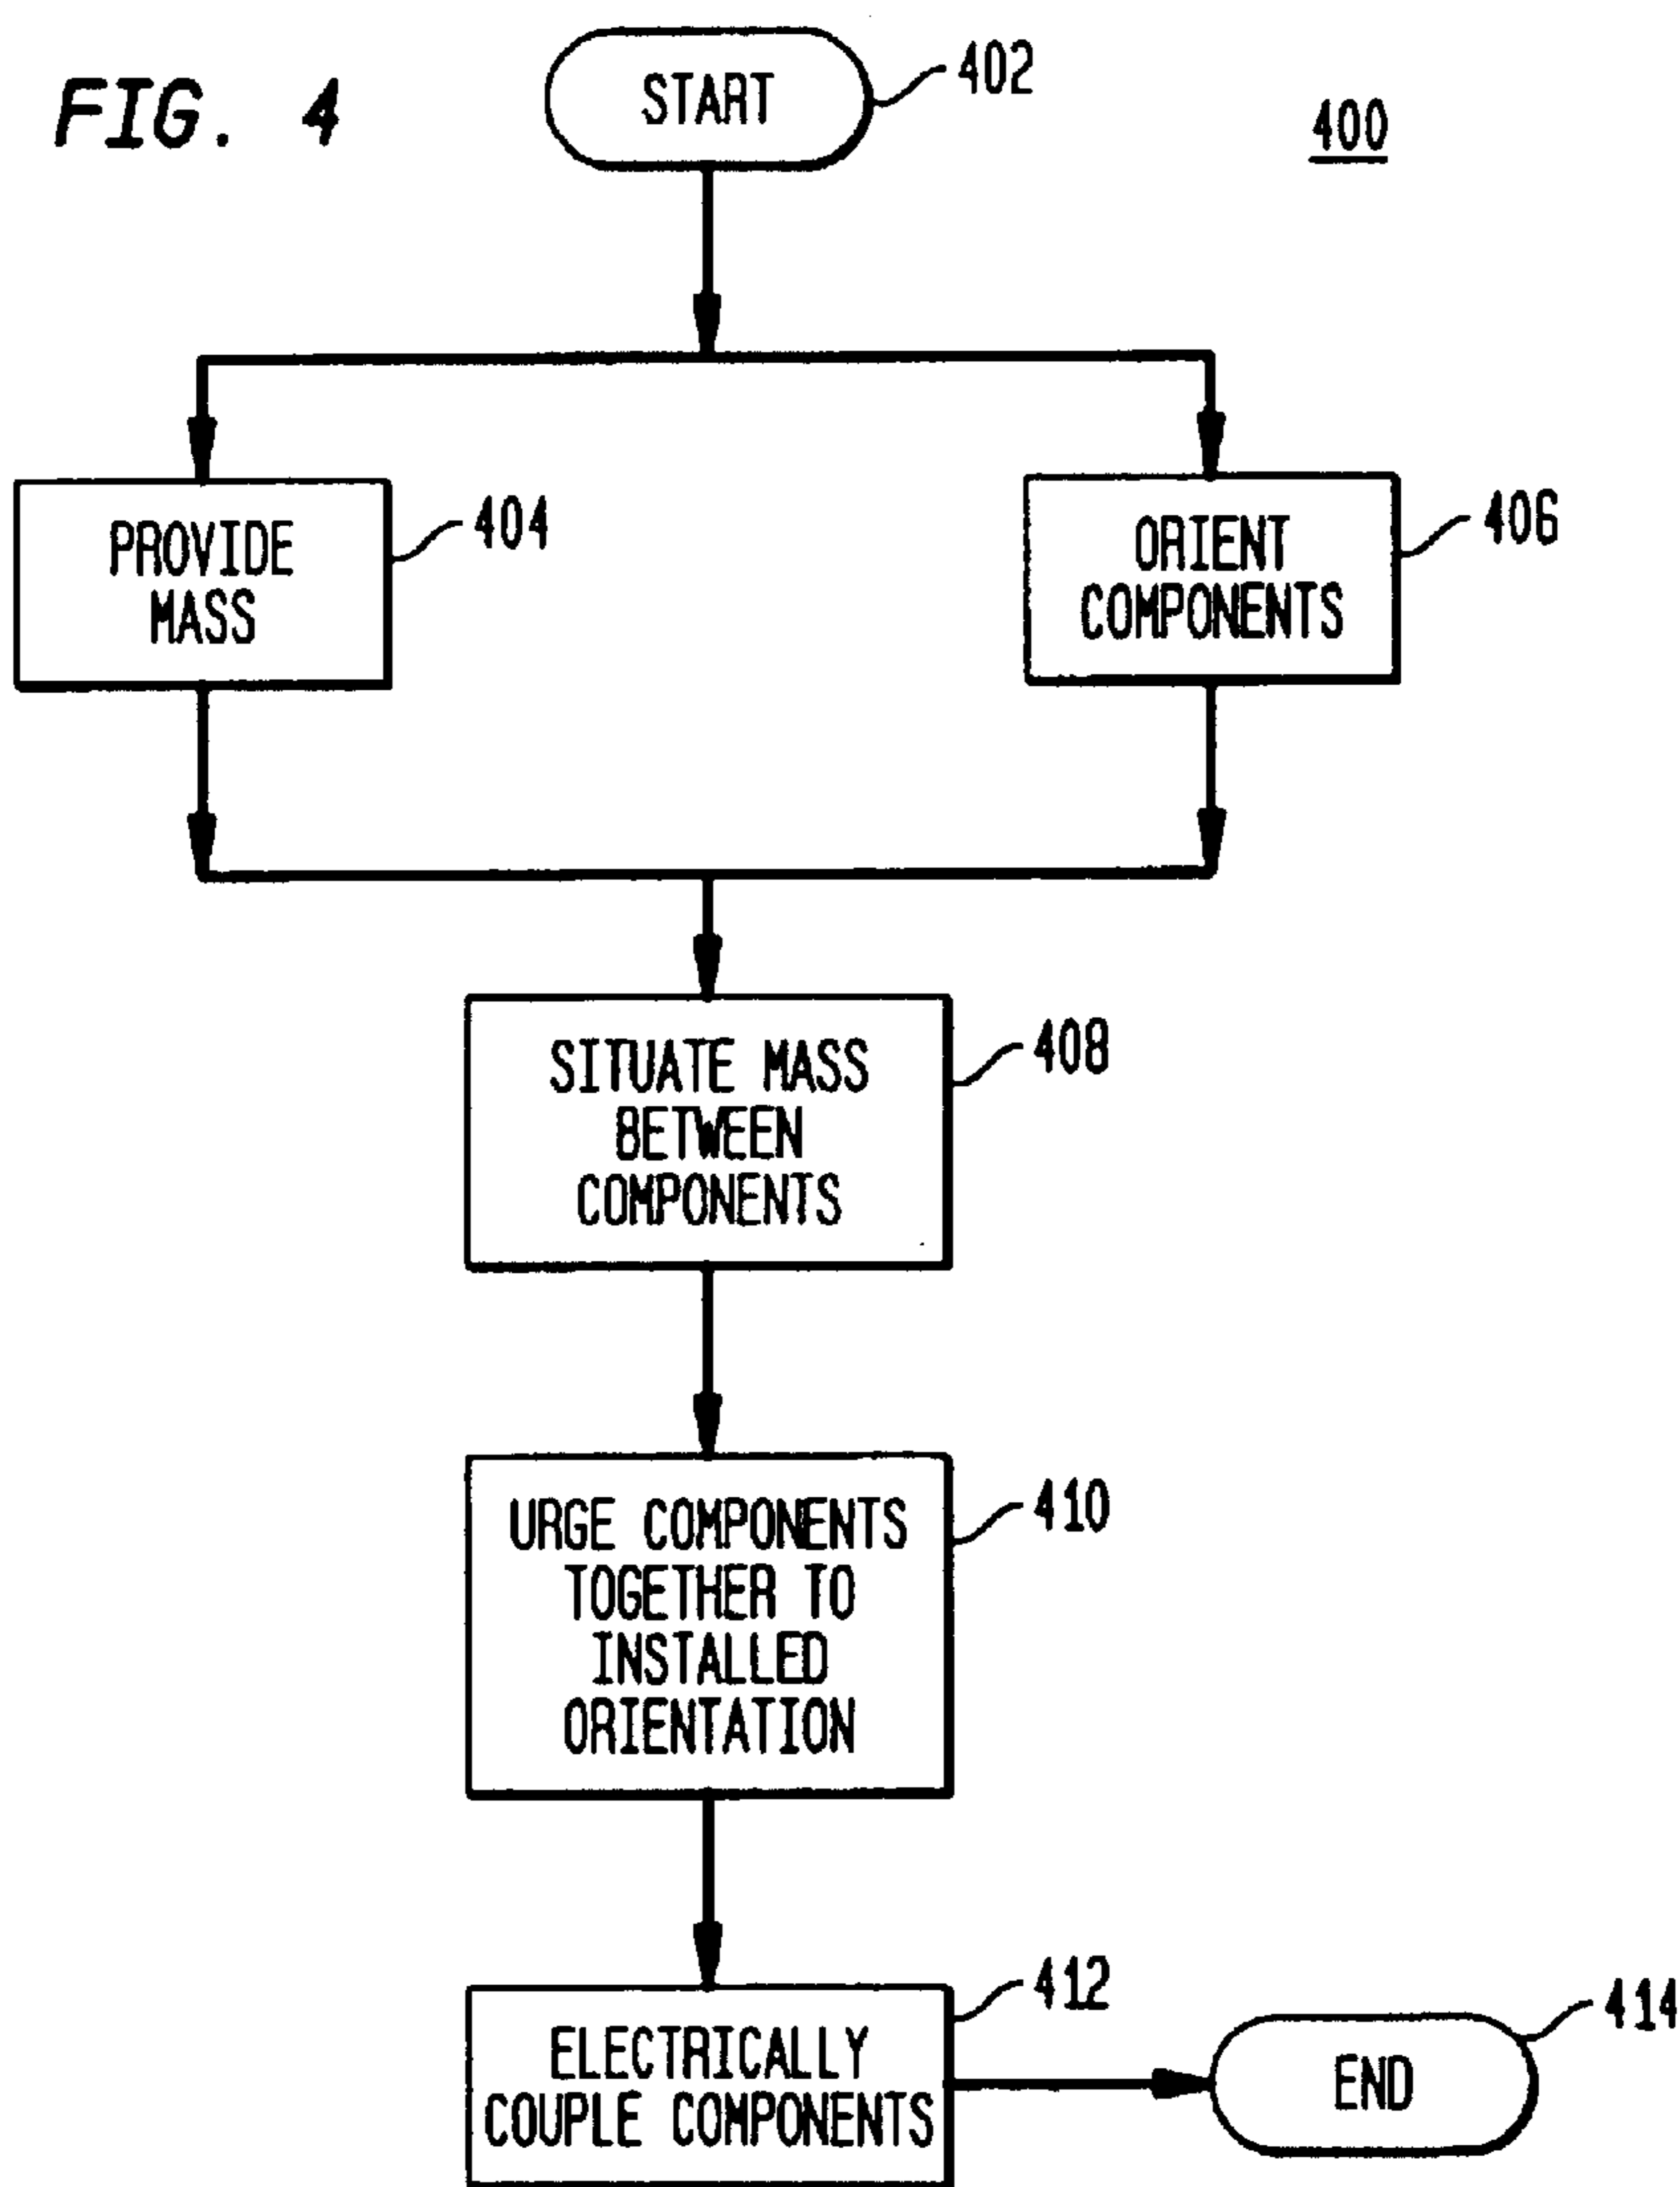 FIG. 4
START
402
400
PROVIDE
MASS
404
ORIENT
COMPONENTS
406
SITUATE MASS
BETWEEN
COMPONENTS
408
URGE COMPONENTS
TOGETHER TO
INSTALLED
ORIENTATION
410
ELECTRICALLY
COUPLE COMPONENTS
412
END
414